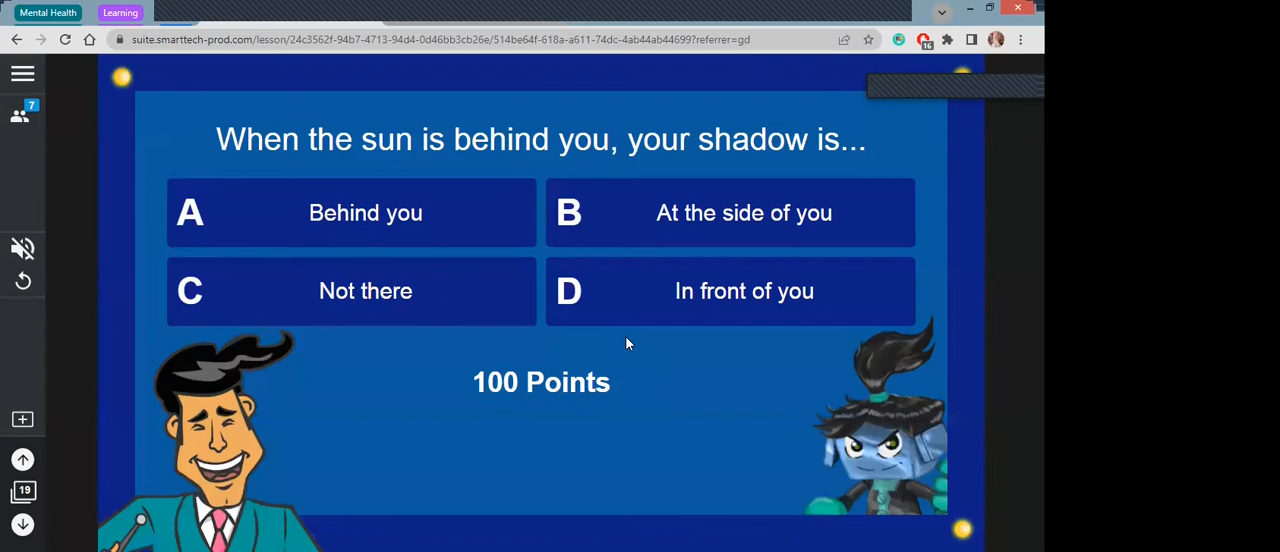 Mental Health
Learning
suite.smarttech-prod.com/lesson/24c3562f-94b7-4713-94d4-0d46bb3cb26e/514be64f-618a-a611-74dc-4ab44ab44699?referrer=gd
16
7
When the sun is behind you, your shadow is...
A Behind you
B At the side of you
C Not there
D In front of you
100 Points
19